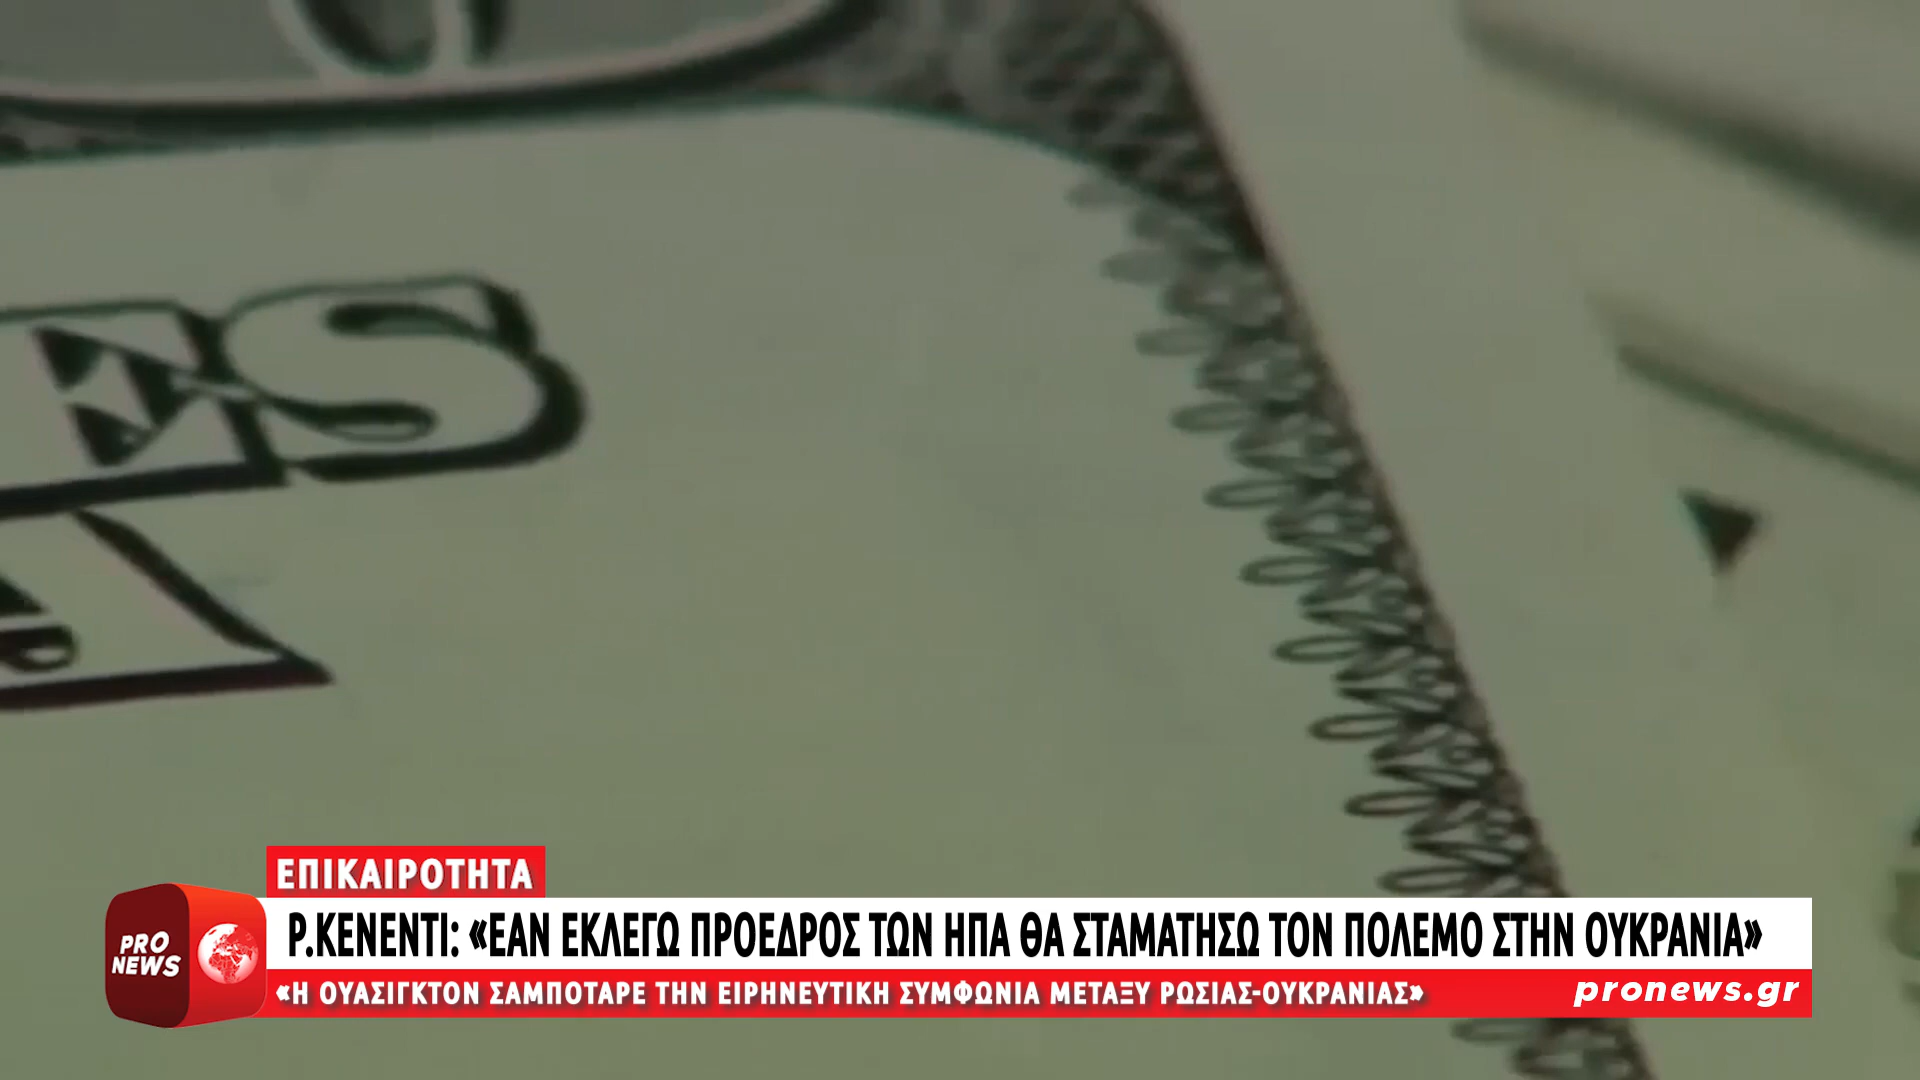 ES
ΕΠΙΚΑΙΡΟΤΗΤΑ
Ρ.ΚΕΝΕΝΤΙ: «ΕΑΝ ΕΚΛΕΓΩ ΠΡΟΕΔΡΟΣ ΤΩΝ ΗΠΑ ΘΑ ΣΤΑΜΑΤΗΣΩ ΤΟΝ ΠΟΛΕΜΟ ΣΤΗΝ ΟΥΚΡΑΝΙΑ»
PRO
NEWS
«Η ΟΥΑΣΙΓΚΤΟΝ ΣΑΜΠΟΤΑΡΕ ΤΗΝ ΕΙΡΗΝΕΥΤΙΚΗ ΣΥΜΦΩΝΙΑ ΜΕΤΑΞΥ ΡΩΣΙΑΣ-ΟΥΚΡΑΝΙΑΣ»
pronews.gr